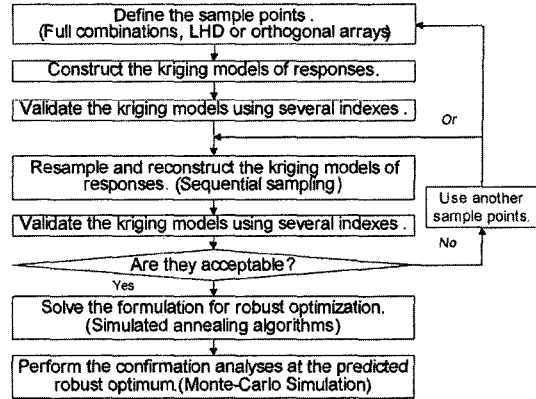 Define the sample points .
(Full combinations, LHD or orthogonal arrays)
Construct the kriging models of responses.
Validate the kriging models using several indexes .
Or
Resample and reconstruct the kriging models of
responses. (Sequential sampling)
Use another
sample points.
Validate the kriging models using several indexes .
No
Are they acceptable?
Yes
Solve the formulation for robust optimization.
(Simulated annealing algorithms)
Perform the confirmation analyses at the predicted
robust optimum.(Monte-Carlo Simulation)